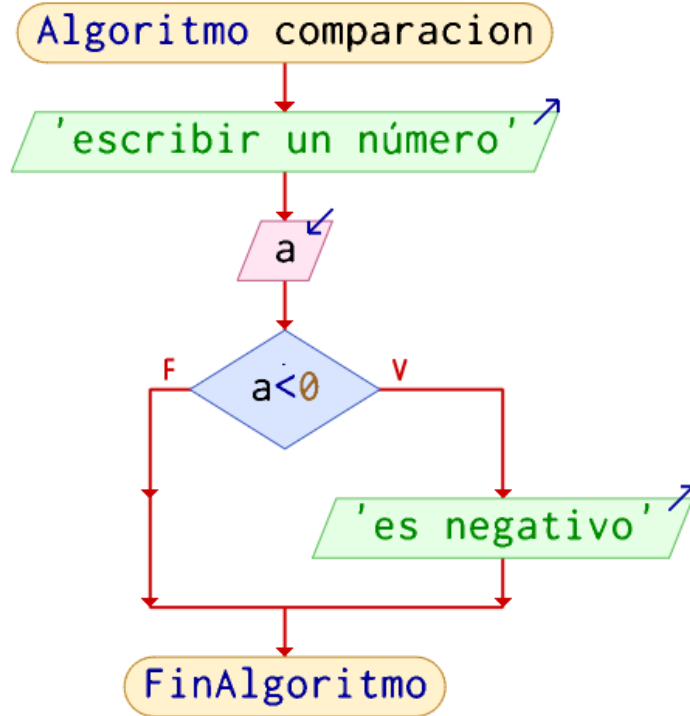 Algoritmo comparacion
'escribir un número'
a
F
a<0
V
'es negativo'
FinAlgoritmo